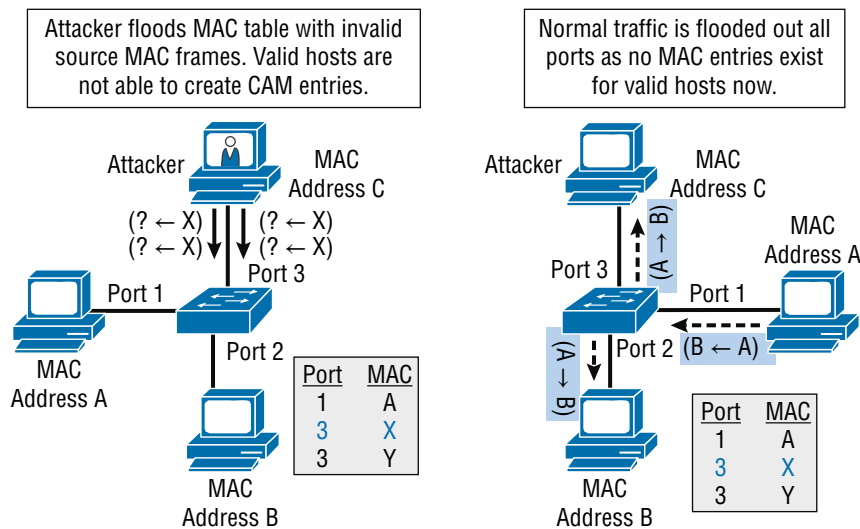 Attacker floods MAC table with invalid
source MAC frames. Valid hosts are
not able to create CAM entries.
Attacker
MAC
Address C
(? ← X)
(? ← X)
(? ← X)
(? ← X)
Port 3
Port 1
Port 2
MAC
Address A
MAC
Address B
Port MAC
1 A
3 X
3 Y
Normal traffic is flooded out all
ports as no MAC entries exist
for valid hosts now.
Attacker
MAC
Address C
(A → B)
MAC
Address A
Port 3
Port 1
Port 2
(B ← A)
(A → B)
MAC
Address B
Port MAC
1 A
3 X
3 Y